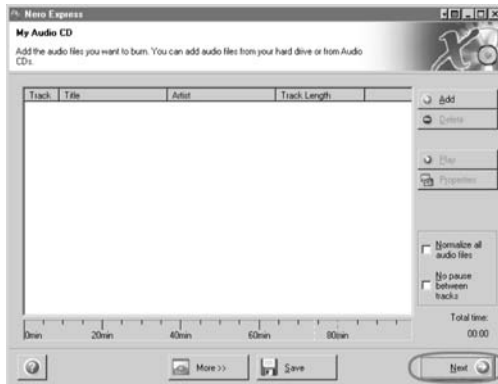 Nero Express
My Audio CD
Add the audio files you want to burn. You can add audio files from your hard drive or from Audio
CDs.
Track Title Artist Track Length
Add
Delete
Play
Properties
Normalize all
audio files
No pause
between
tracks
Total time:
00:00
0min 20min 40min 60min 80min
More >> Save Next